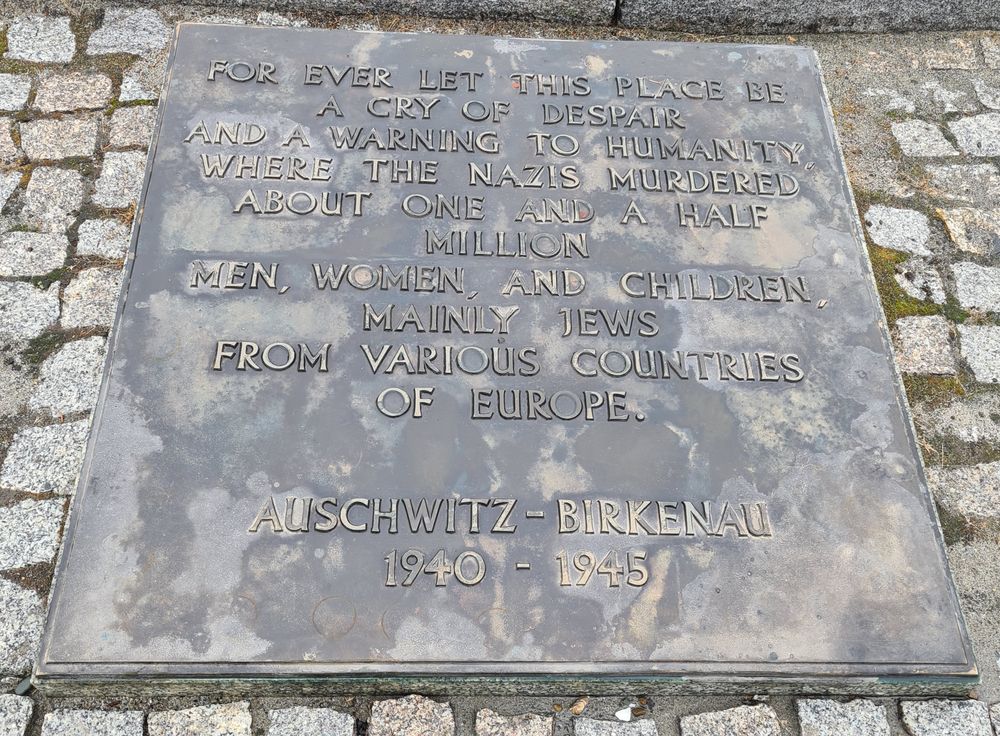 FOR EVER LET THIS PLACE BE
A CRY OF DESPAIR
AND A WARNING TO HUMANITY,
WHERE THE NAZIS MURDERED
ABOUT ONE AND A HALF
MILLION
MEN, WOMEN, AND CHILDREN,
MAINLY JEWS
FROM VARIOUS COUNTRIES
OF EUROPE.
AUSCHWITZ - BIRKENAU
1940 - 1945